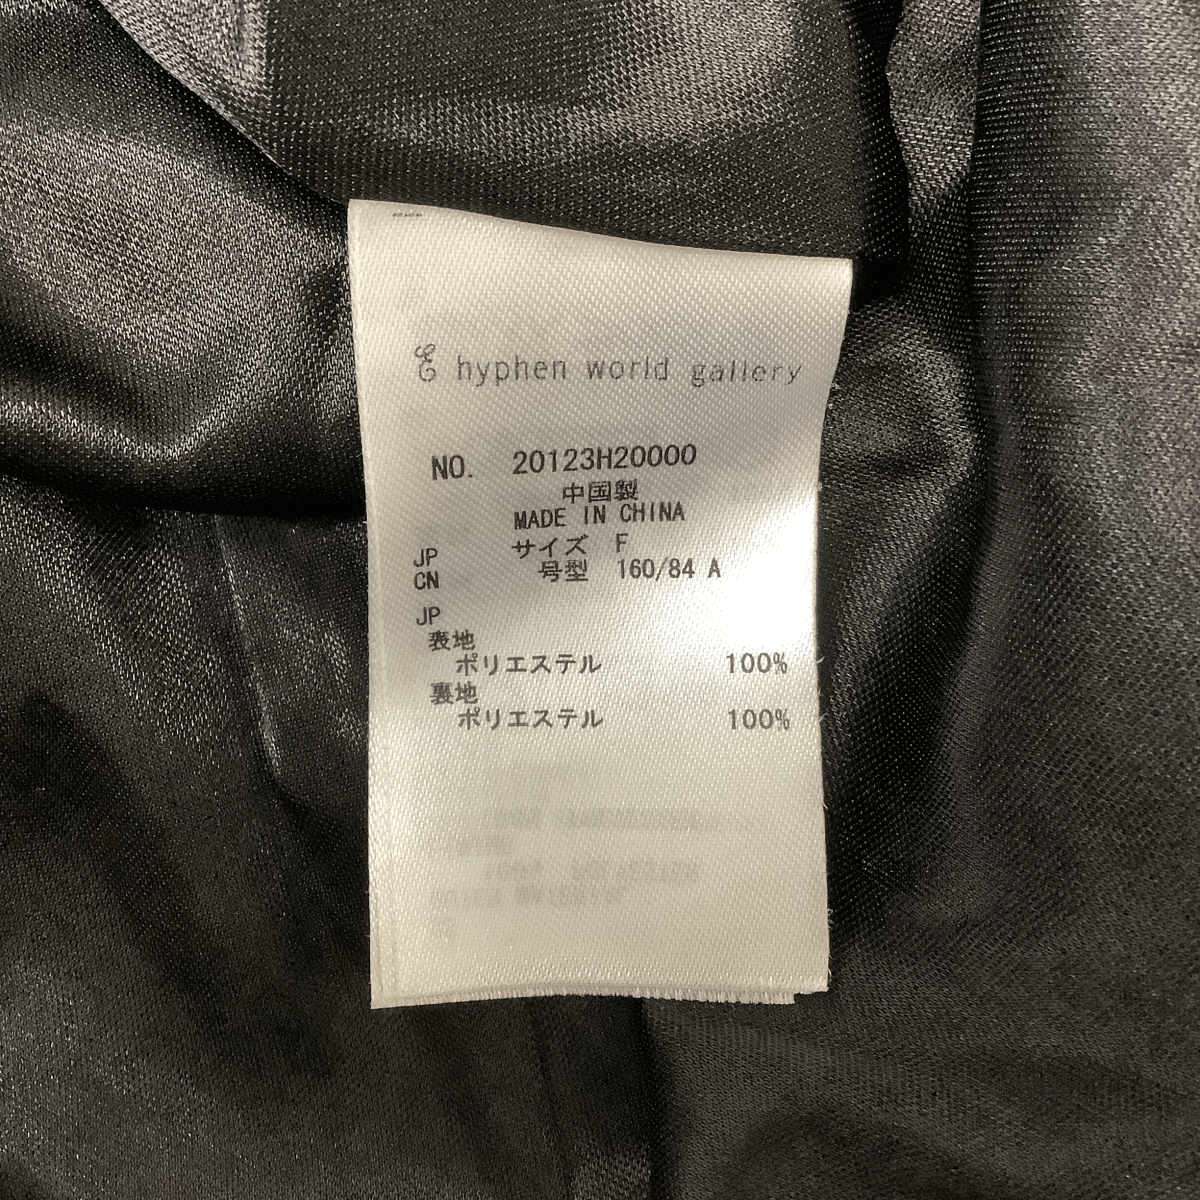 E hyphen world gallery
NO. 20123H20000
中国製
MADE IN CHINA
JP サイズ F
CN 号型 160/84 A
JP
表地
ポリエステル 100%
裏地
ポリエステル 100%